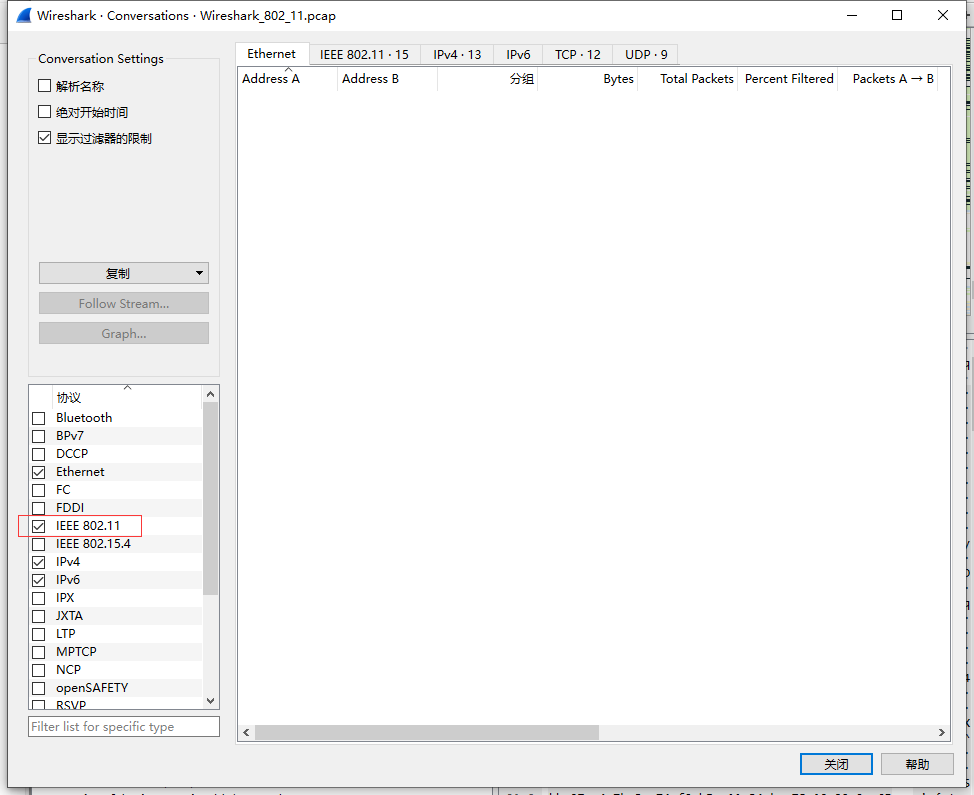 Wireshark · Conversations · Wireshark_802_11.pcap
Conversation Settings
解析名称
绝对开始时间
显示过滤器的限制
复制
Follow Stream...
Graph...
协议
Bluetooth
BPv7
DCCP
Ethernet
FC
FDDI
IEEE 802.11
IEEE 802.15.4
IPv4
IPv6
IPX
JXTA
LTP
MPTCP
NCP
openSAFETY
RSVP
Filter list for specific type
Ethernet IEEE 802.11 · 15 IPv4 · 13 IPv6 TCP · 12 UDP · 9
Address A Address B 分组 Bytes Total Packets Percent Filtered Packets A → B
关闭 帮助